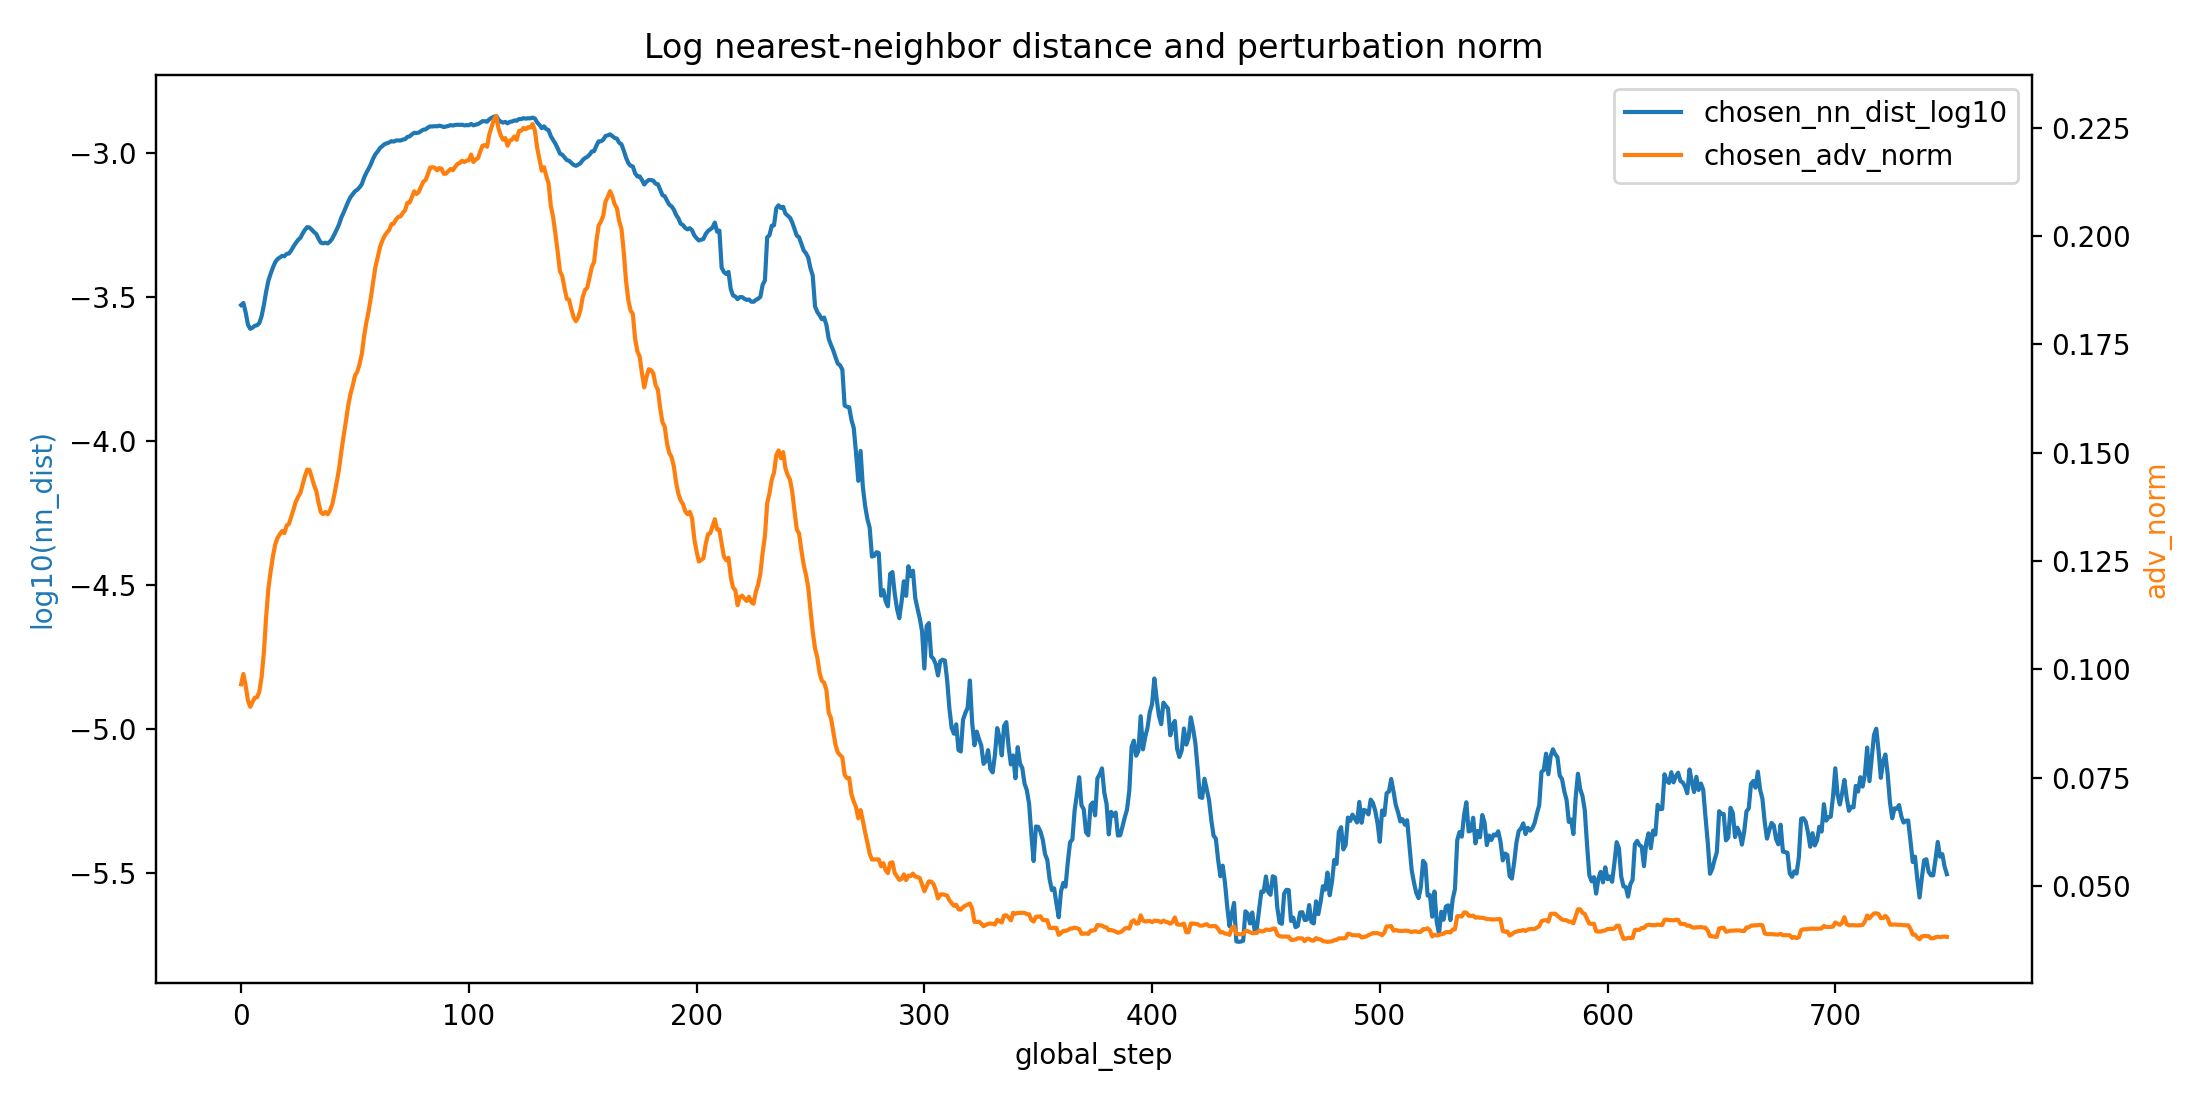 Log nearest-neighbor distance and perturbation norm
chosen_nn_dist_log10
chosen_adv_norm
log10(nn_dist)
−3.0
−3.5
−4.0
−4.5
−5.0
−5.5
0.225
0.200
0.175
0.150
0.125
0.100
0.075
0.050
adv_norm
0 100 200 300 400 500 600 700
global_step